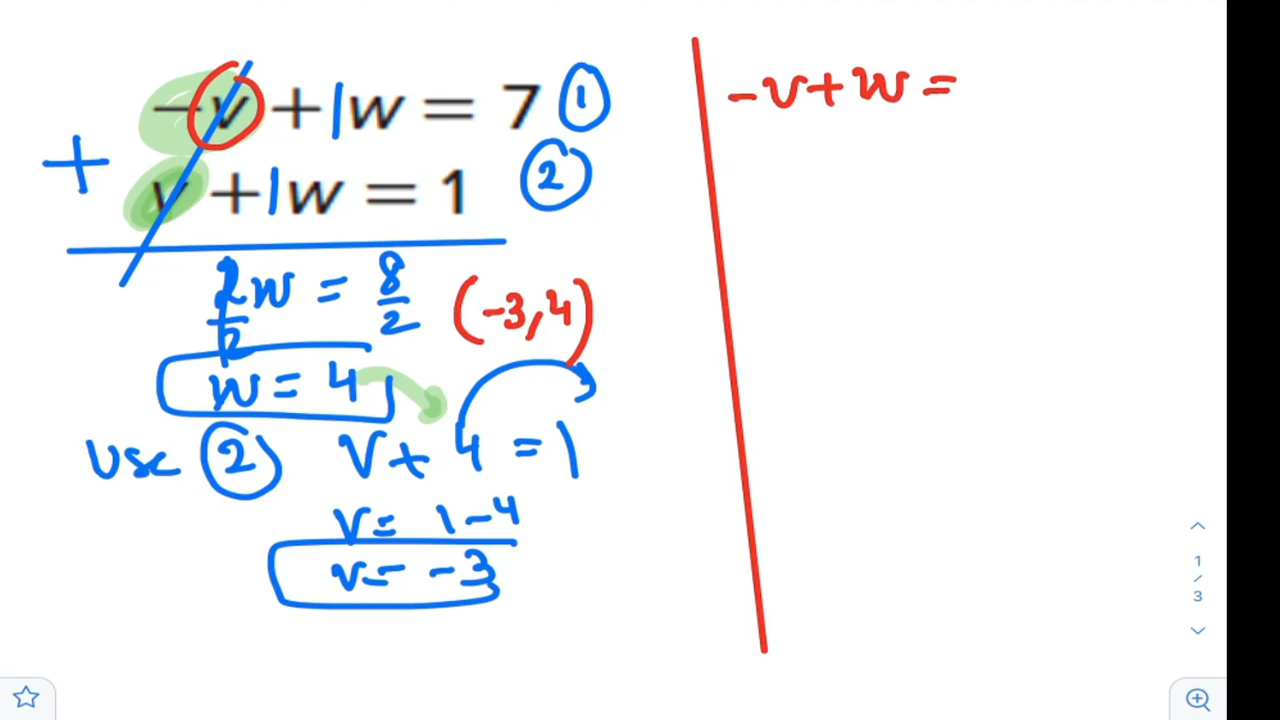 -v + 1w = 7 ①
+
v + 1w = 1 ②
2w/2 = 8/2
(-3, 4)
w = 4
Use ② v + 4 = 1
v = 1 - 4
v = -3
-v + w =
1
/
3